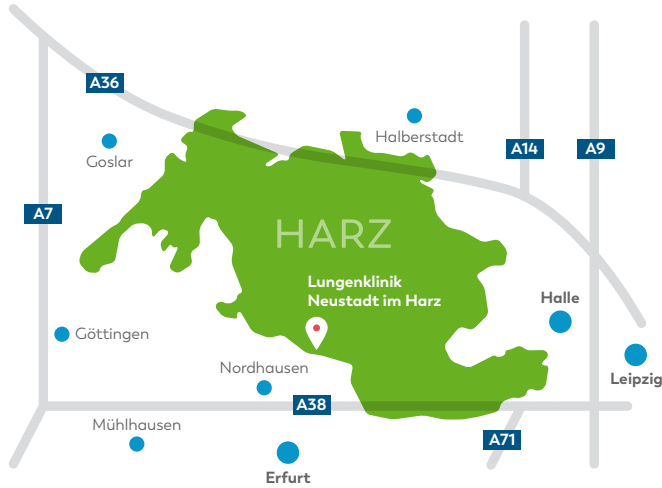 A36
Halberstadt
Goslar
A14
A9
A7
HARZ
Lungenklinik
Neustadt im Harz
Halle
Göttingen
Nordhausen
Leipzig
A38
Mühlhausen
A71
Erfurt